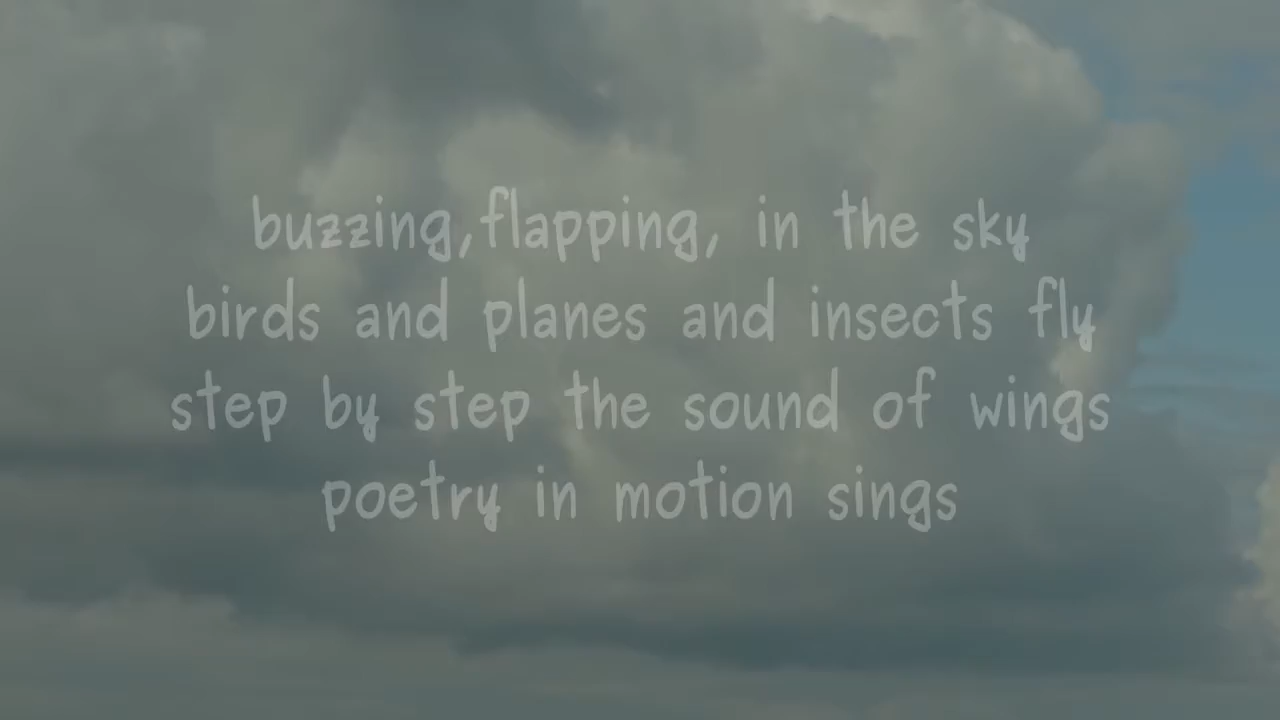 buzzing,flapping, in the sky
birds and planes and insects fly
step by step the sound of wings
poetry in motion sings